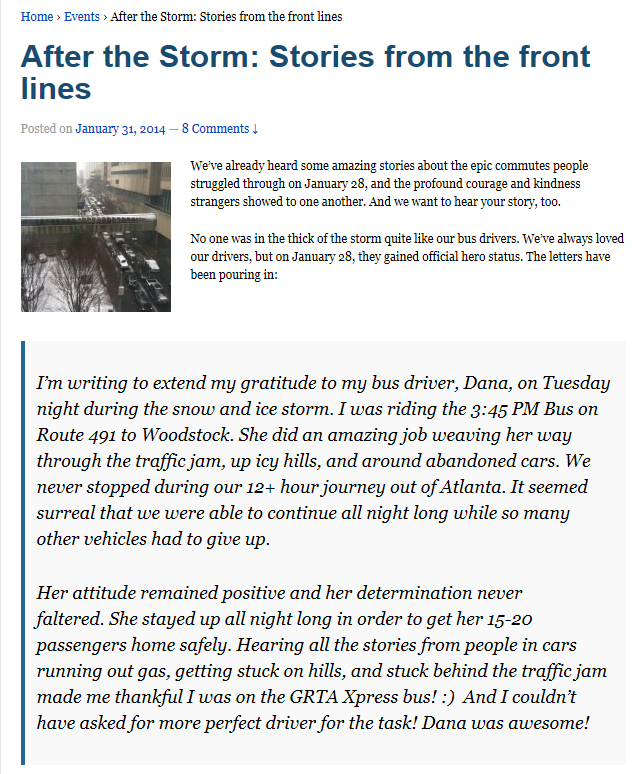 Home › Events › After the Storm: Stories from the front lines
After the Storm: Stories from the front
lines
Posted on January 31, 2014 — 8 Comments ↓
We’ve already heard some amazing stories about the epic commutes people
struggled through on January 28, and the profound courage and kindness
strangers showed to one another. And we want to hear your story, too.
No one was in the thick of the storm quite like our bus drivers. We’ve always loved
our drivers, but on January 28, they gained official hero status. The letters have
been pouring in:
I’m writing to extend my gratitude to my bus driver, Dana, on Tuesday
night during the snow and ice storm. I was riding the 3:45 PM Bus on
Route 491 to Woodstock. She did an amazing job weaving her way
through the traffic jam, up icy hills, and around abandoned cars. We
never stopped during our 12+ hour journey out of Atlanta. It seemed
surreal that we were able to continue all night long while so many
other vehicles had to give up.
Her attitude remained positive and her determination never
faltered. She stayed up all night long in order to get her 15-20
passengers home safely. Hearing all the stories from people in cars
running out gas, getting stuck on hills, and stuck behind the traffic jam
made me thankful I was on the GRTA Xpress bus! :)  And I couldn’t
have asked for more perfect driver for the task! Dana was awesome!